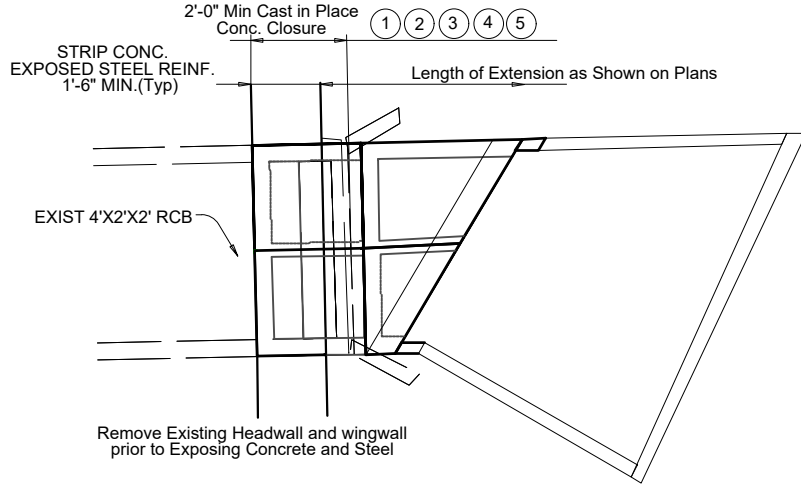 2'-0" Min Cast in Place
Conc. Closure
1 2 3 4 5
STRIP CONC.
EXPOSED STEEL REINF.
1'-6" MIN.(Typ)
Length of Extension as Shown on Plans
EXIST 4'X2'X2' RCB
Remove Existing Headwall and wingwall
prior to Exposing Concrete and Steel